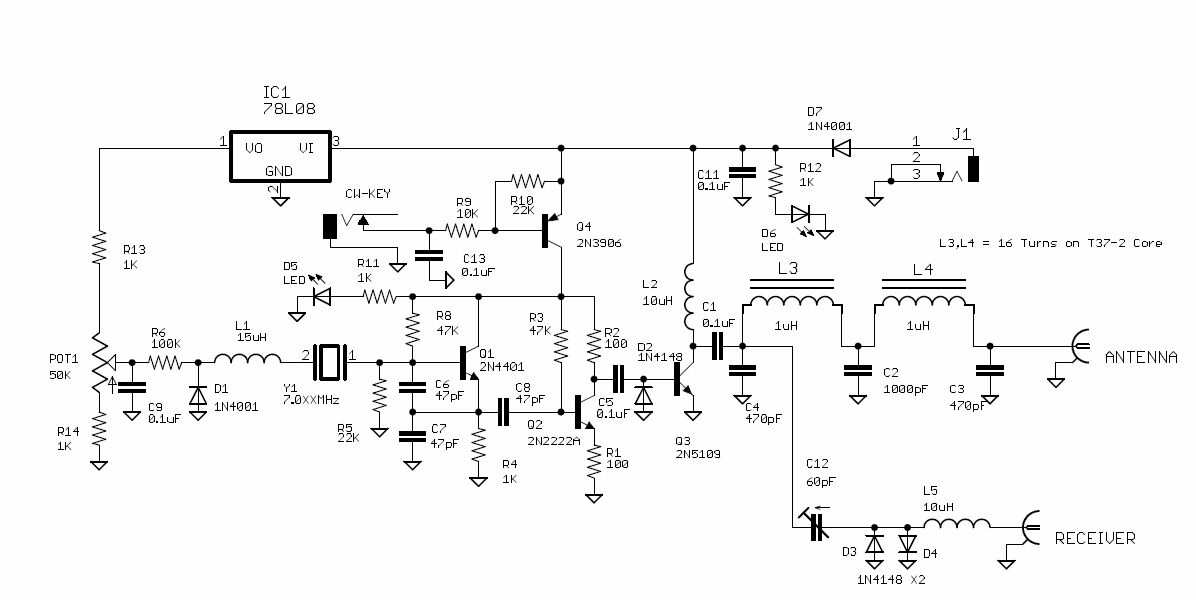 IC1
78L08
1
VO
VI
3
GND
2
D7
1N4001
J1
1
2
3
CW-KEY
R9
10K
R10
22K
Q4
2N3906
C11
0.1uF
R12
1K
D6
LED
L3,L4 = 16 Turns on T37-2 Core
R13
1K
C13
0.1uF
D5
LED
R11
1K
L2
10uH
L3
1uH
L4
1uH
C1
0.1uF
R6
100K
L1
15uH
R8
47K
R3
47K
R2
100
D2
1N4148
POT1
50K
2
1
Q1
2N4401
ANTENNA
C9
0.1uF
D1
1N4001
Y1
7.0XXMHz
C6
47pF
C8
47pF
C5
0.1uF
C4
470pF
C2
1000pF
C3
470pF
R14
1K
R5
22K
C7
47pF
Q2
2N2222A
Q3
2N5109
R4
1K
R1
100
C12
60pF
L5
10uH
RECEIVER
D3
D4
1N4148 X2